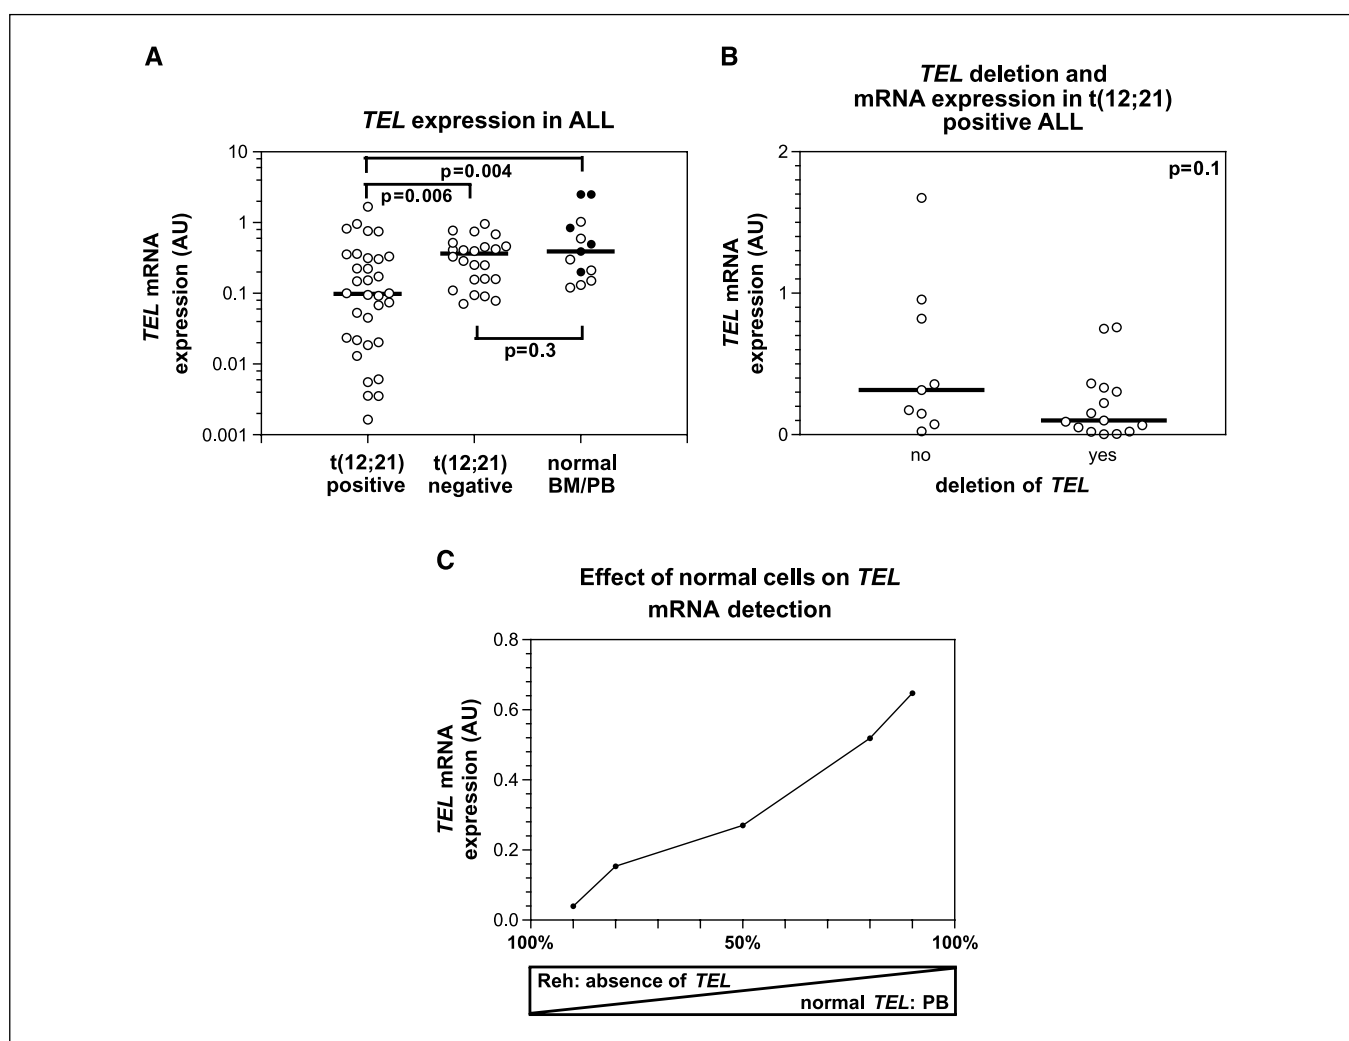 A
TEL expression in ALL
TEL mRNA
expression (AU)
10
1
0.1
0.01
0.001
p=0.004
p=0.006
p=0.3
t(12;21)
positive
t(12;21)
negative
normal
BM/PB
B
TEL deletion and
mRNA expression in t(12;21)
positive ALL
TEL mRNA
expression (AU)
2
1
0
p=0.1
no
yes
deletion of TEL
C
Effect of normal cells on TEL
mRNA detection
TEL mRNA
expression (AU)
0.8
0.6
0.4
0.2
0.0
100%
50%
100%
Reh: absence of TEL
normal TEL: PB